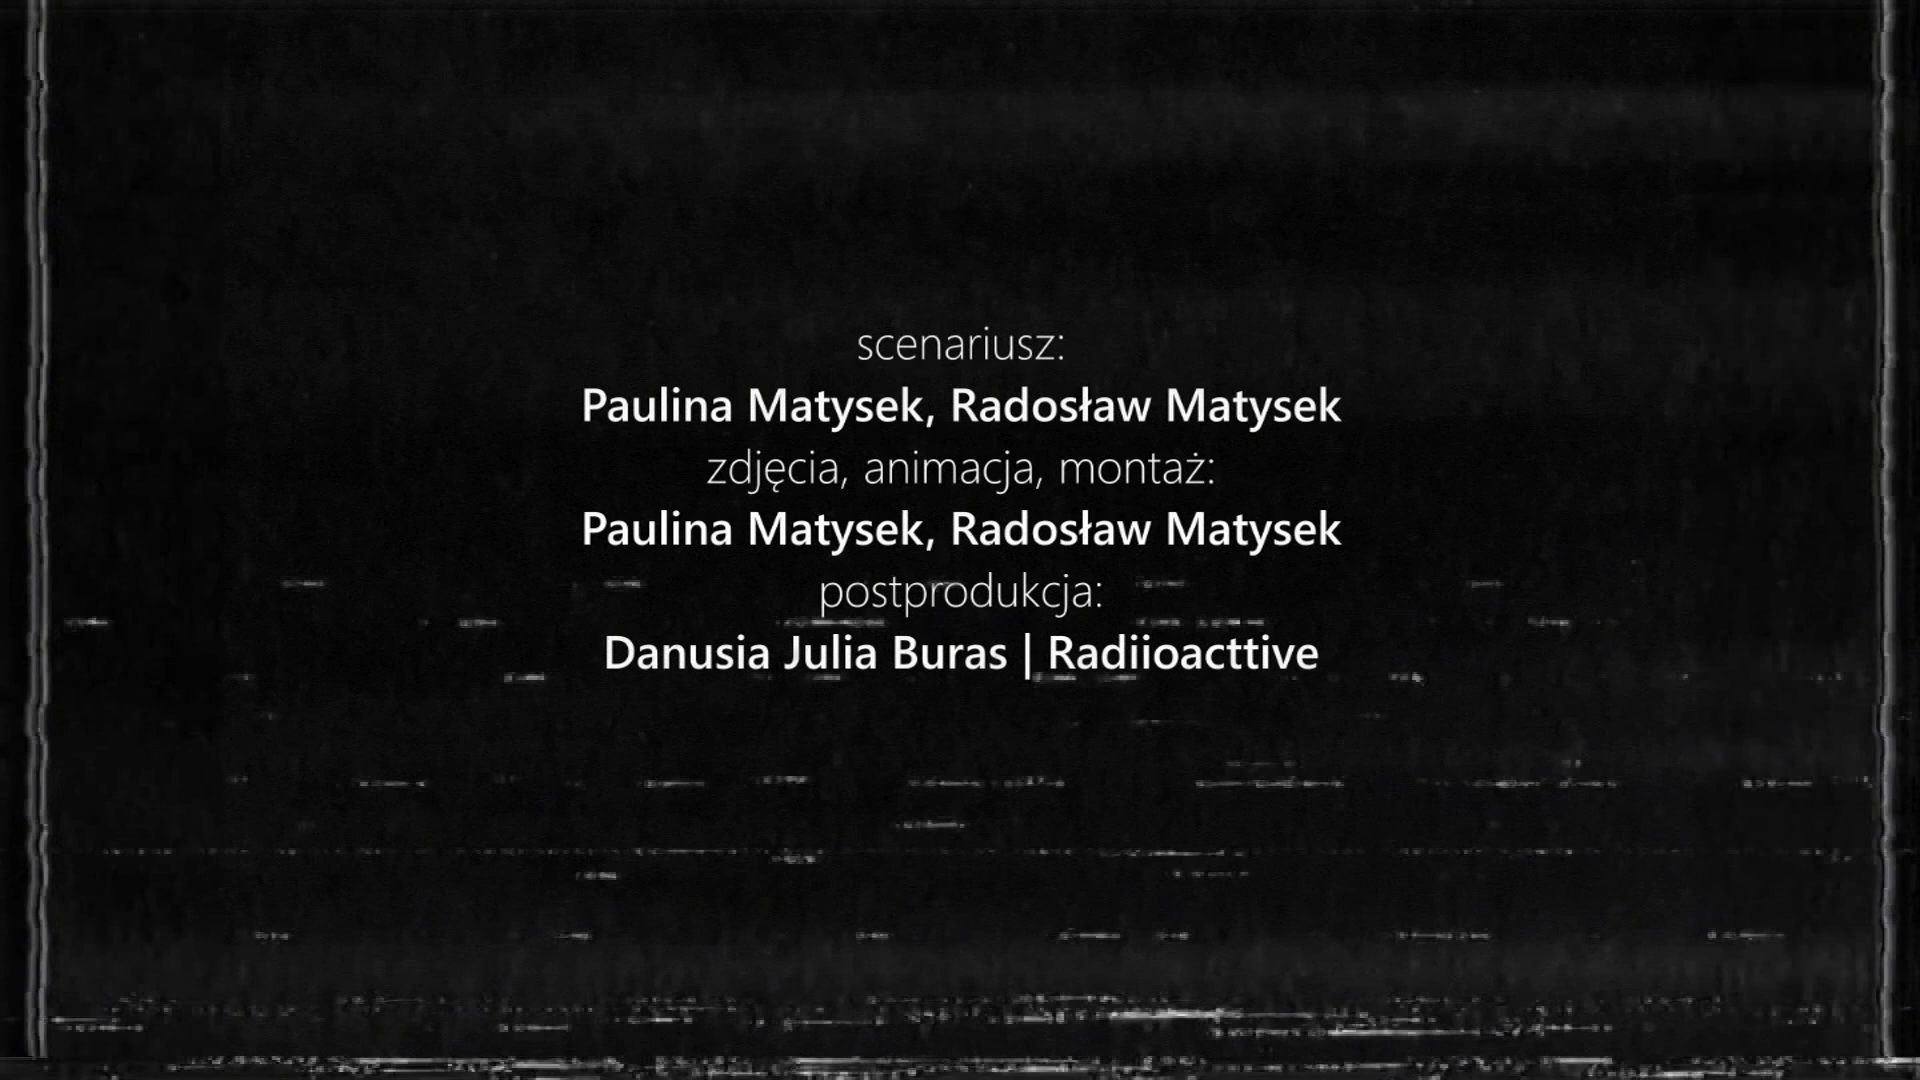 scenariusz:
Paulina Matysek, Radosław Matysek
zdjęcia, animacja, montaż:
Paulina Matysek, Radosław Matysek
postprodukcja:
Danusia Julia Buras | Radiioacttive